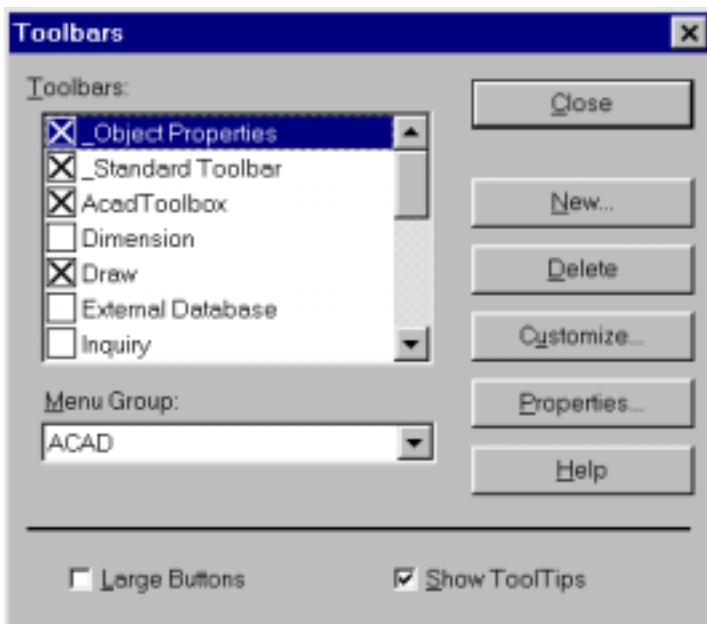 Toolbars
Toolbars:
_Object Properties
_Standard Toolbar
AcadToolbox
Dimension
Draw
External Database
Inquiry
Close
New...
Delete
Customize...
Properties...
Help
Menu Group:
ACAD
Large Buttons
Show ToolTips